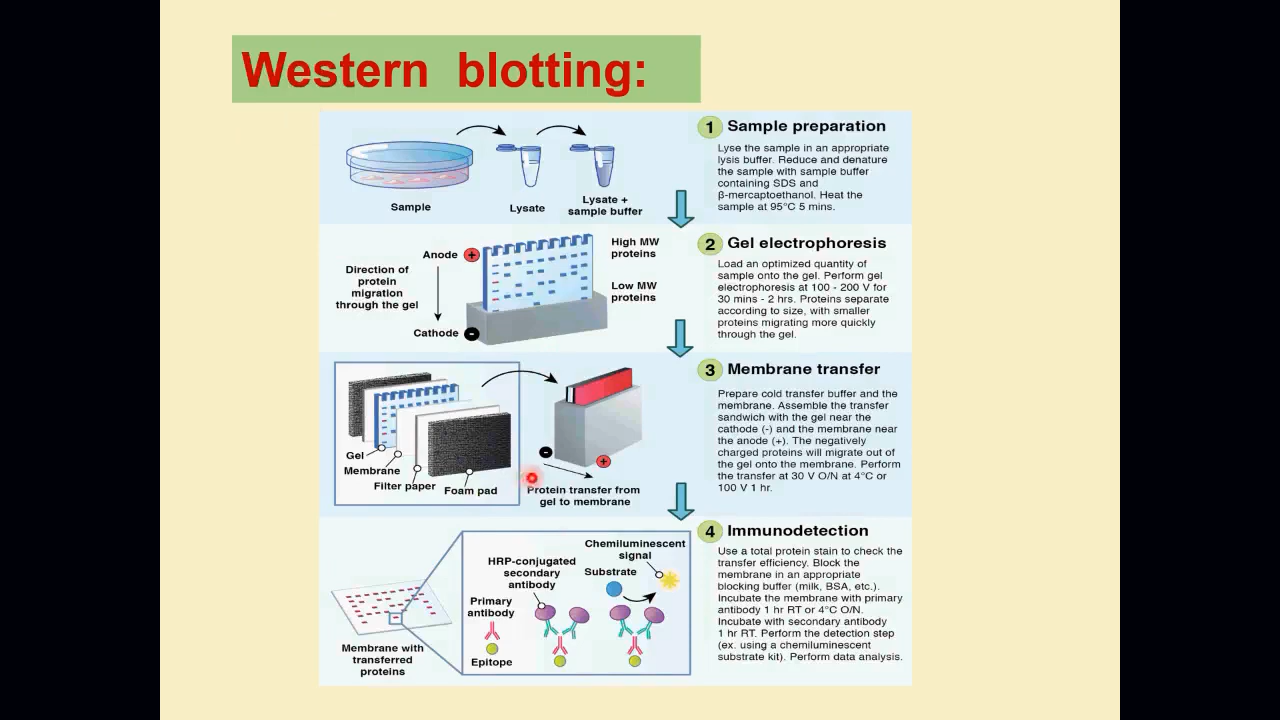 Western blotting:
1 Sample preparation
Lyse the sample in an appropriate
lysis buffer. Reduce and denature
the sample with sample buffer
containing SDS and
β-mercaptoethanol. Heat the
sample at 95°C 5 mins.
Sample
Lysate
Lysate +
sample buffer
2 Gel electrophoresis
Load an optimized quantity of
sample onto the gel. Perform gel
electrophoresis at 100 - 200 V for
30 mins - 2 hrs. Proteins separate
according to size, with smaller
proteins migrating more quickly
through the gel.
Anode +
Direction of
protein
migration
through the gel
Cathode -
High MW
proteins
Low MW
proteins
3 Membrane transfer
Prepare cold transfer buffer and the
membrane. Assemble the transfer
sandwich with the gel near the
cathode (-) and the membrane near
the anode (+). The negatively
charged proteins will migrate out of
the gel onto the membrane. Perform
the transfer at 30 V O/N at 4°C or
100 V 1 hr.
Gel
Membrane
Filter paper
Foam pad
-
+
Protein transfer from
gel to membrane
4 Immunodetection
Use a total protein stain to check the
transfer efficiency. Block the
membrane in an appropriate
blocking buffer (milk, BSA, etc.).
Incubate the membrane with primary
antibody 1 hr RT or 4°C O/N.
Incubate with secondary antibody
1 hr RT. Perform the detection step
(ex. using a chemiluminescent
substrate kit). Perform data analysis.
Membrane with
transferred
proteins
Primary
antibody
Epitope
HRP-conjugated
secondary
antibody
Chemiluminescent
signal
Substrate